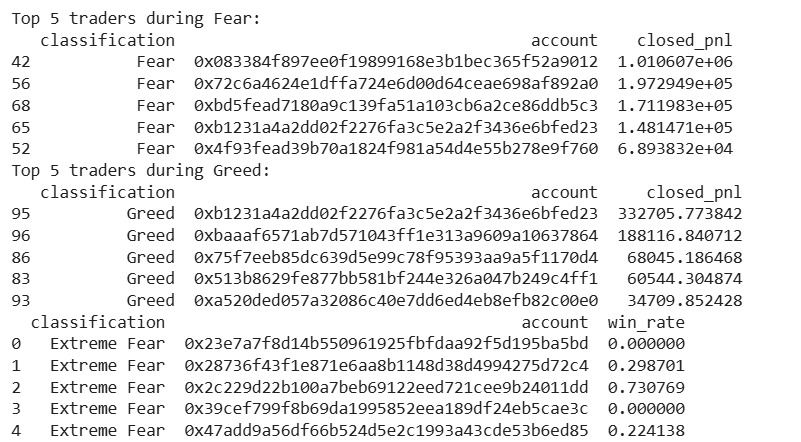 Top 5 traders during Fear:
classification account closed_pnl
42 Fear 0x083384f897ee0f19899168e3b1bec365f52a9012 1.010607e+06
56 Fear 0x72c6a4624e1dffa724e6d00d64ceae698af892a0 1.972949e+05
68 Fear 0xbd5fead7180a9c139fa51a103cb6a2ce86ddb5c3 1.711983e+05
65 Fear 0xb1231a4a2dd02f2276fa3c5e2a2f3436e6bfed23 1.481471e+05
52 Fear 0x4f93fead39b70a1824f981a54d4e55b278e9f760 6.893832e+04
Top 5 traders during Greed:
classification account closed_pnl
95 Greed 0xb1231a4a2dd02f2276fa3c5e2a2f3436e6bfed23 332705.773842
96 Greed 0xbaaaf6571ab7d571043ff1e313a9609a10637864 188116.840712
86 Greed 0x75f7eeb85dc639d5e99c78f95393aa9a5f1170d4 68045.186468
83 Greed 0x513b8629fe877bb581bf244e326a047b249c4ff1 60544.304874
93 Greed 0xa520ded057a32086c40e7dd6ed4eb8efb82c00e0 34709.852428
classification account win_rate
0 Extreme Fear 0x23e7a7f8d14b550961925fbfdaa92f5d195ba5bd 0.000000
1 Extreme Fear 0x28736f43f1e871e6aa8b1148d38d4994275d72c4 0.298701
2 Extreme Fear 0x2c229d22b100a7beb69122eed721cee9b24011dd 0.730769
3 Extreme Fear 0x39cef799f8b69da1995852eea189df24eb5cae3c 0.000000
4 Extreme Fear 0x47add9a56df66b524d5e2c1993a43cde53b6ed85 0.224138